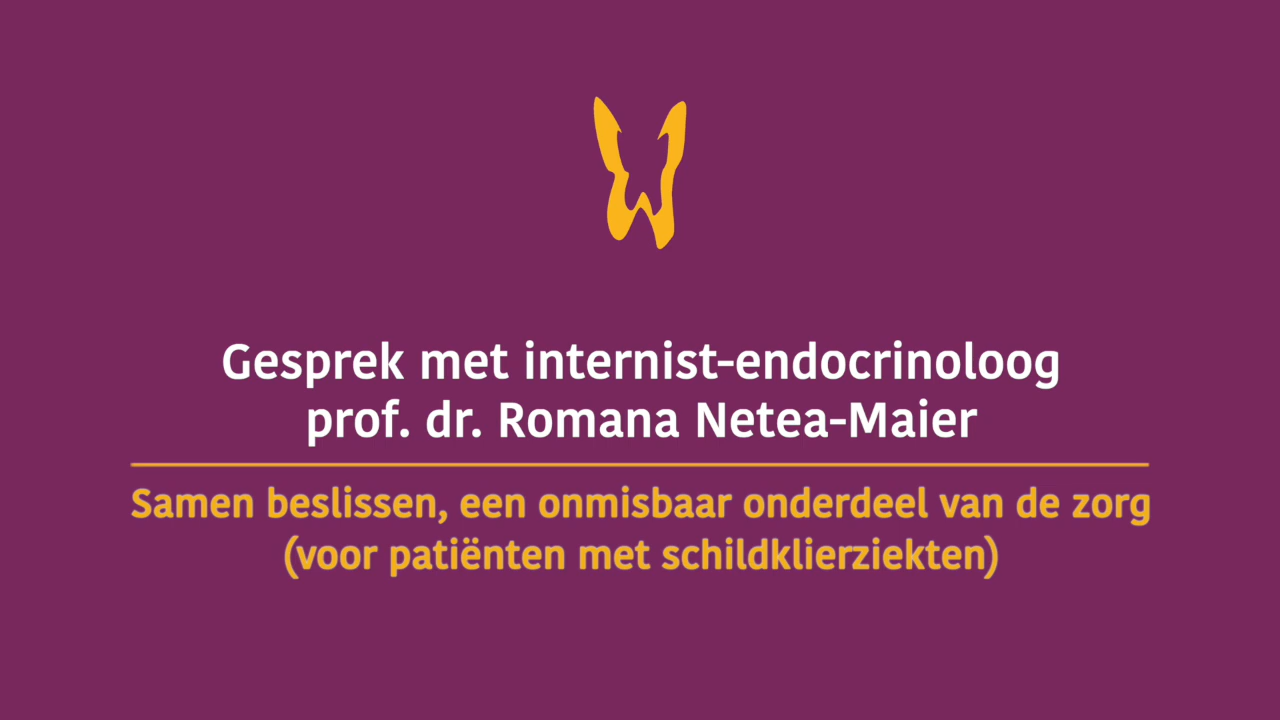 Gesprek met internist-endocrinoloog
prof. dr. Romana Netea-Maier
Samen beslissen, een onmisbaar onderdeel van de zorg
(voor patiënten met schildklierziekten)